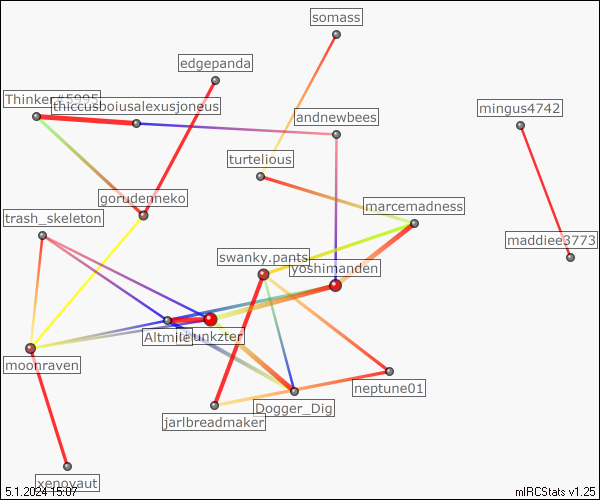 somass
edgepanda
Thinker#5995
thiccusboiusalexusjoneus
mingus4742
andnewbees
turtelious
gorudenneko
marcemadness
trash_skeleton
maddiee3773
swanky.pants
yoshimanden
Altmile
unkzter
moonraven
neptune01
Dogger_Dig
jarlbreadmaker
xenovaut
5.1.2024 15:07
mIRCStats v1.25